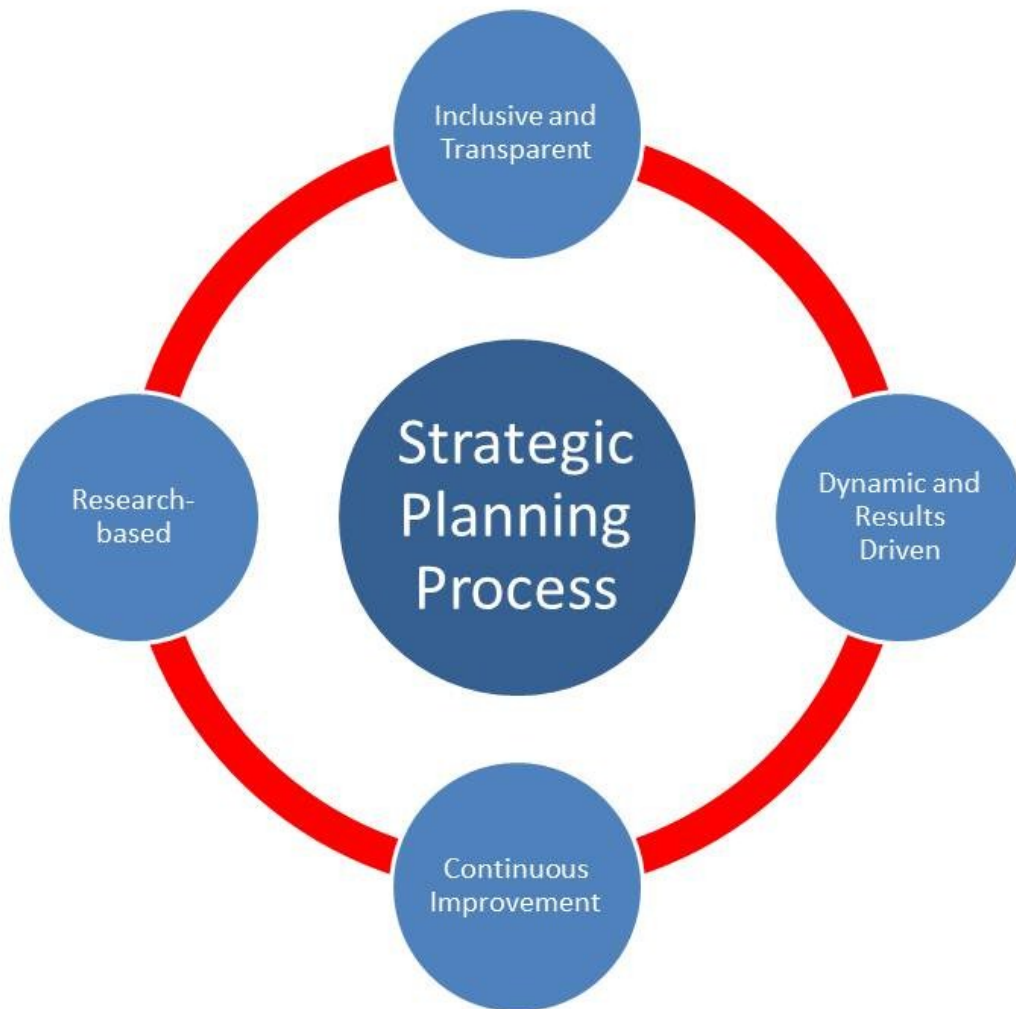 Inclusive and
Transparent
Strategic
Planning
Process
Research-
based
Dynamic and
Results
Driven
Continuous
Improvement